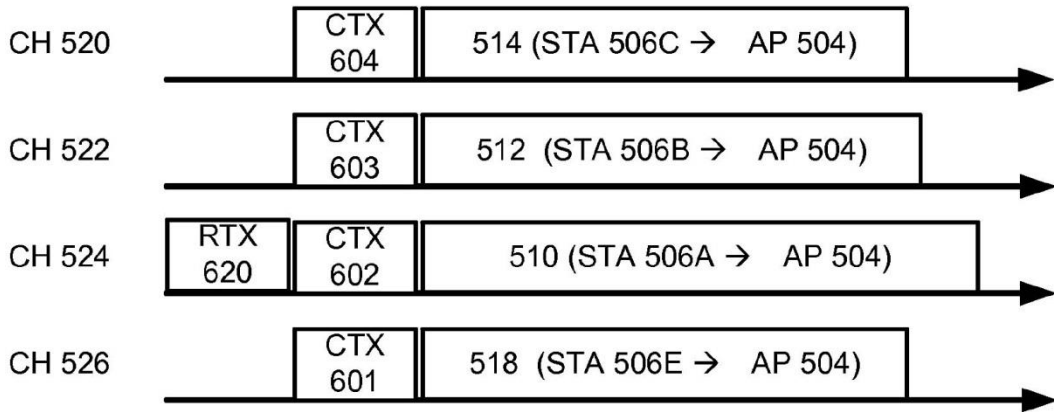 CH 520
CTX
604
514 (STA 506C → AP 504)
CH 522
CTX
603
512 (STA 506B → AP 504)
CH 524
RTX
620
CTX
602
510 (STA 506A → AP 504)
CH 526
CTX
601
518 (STA 506E → AP 504)